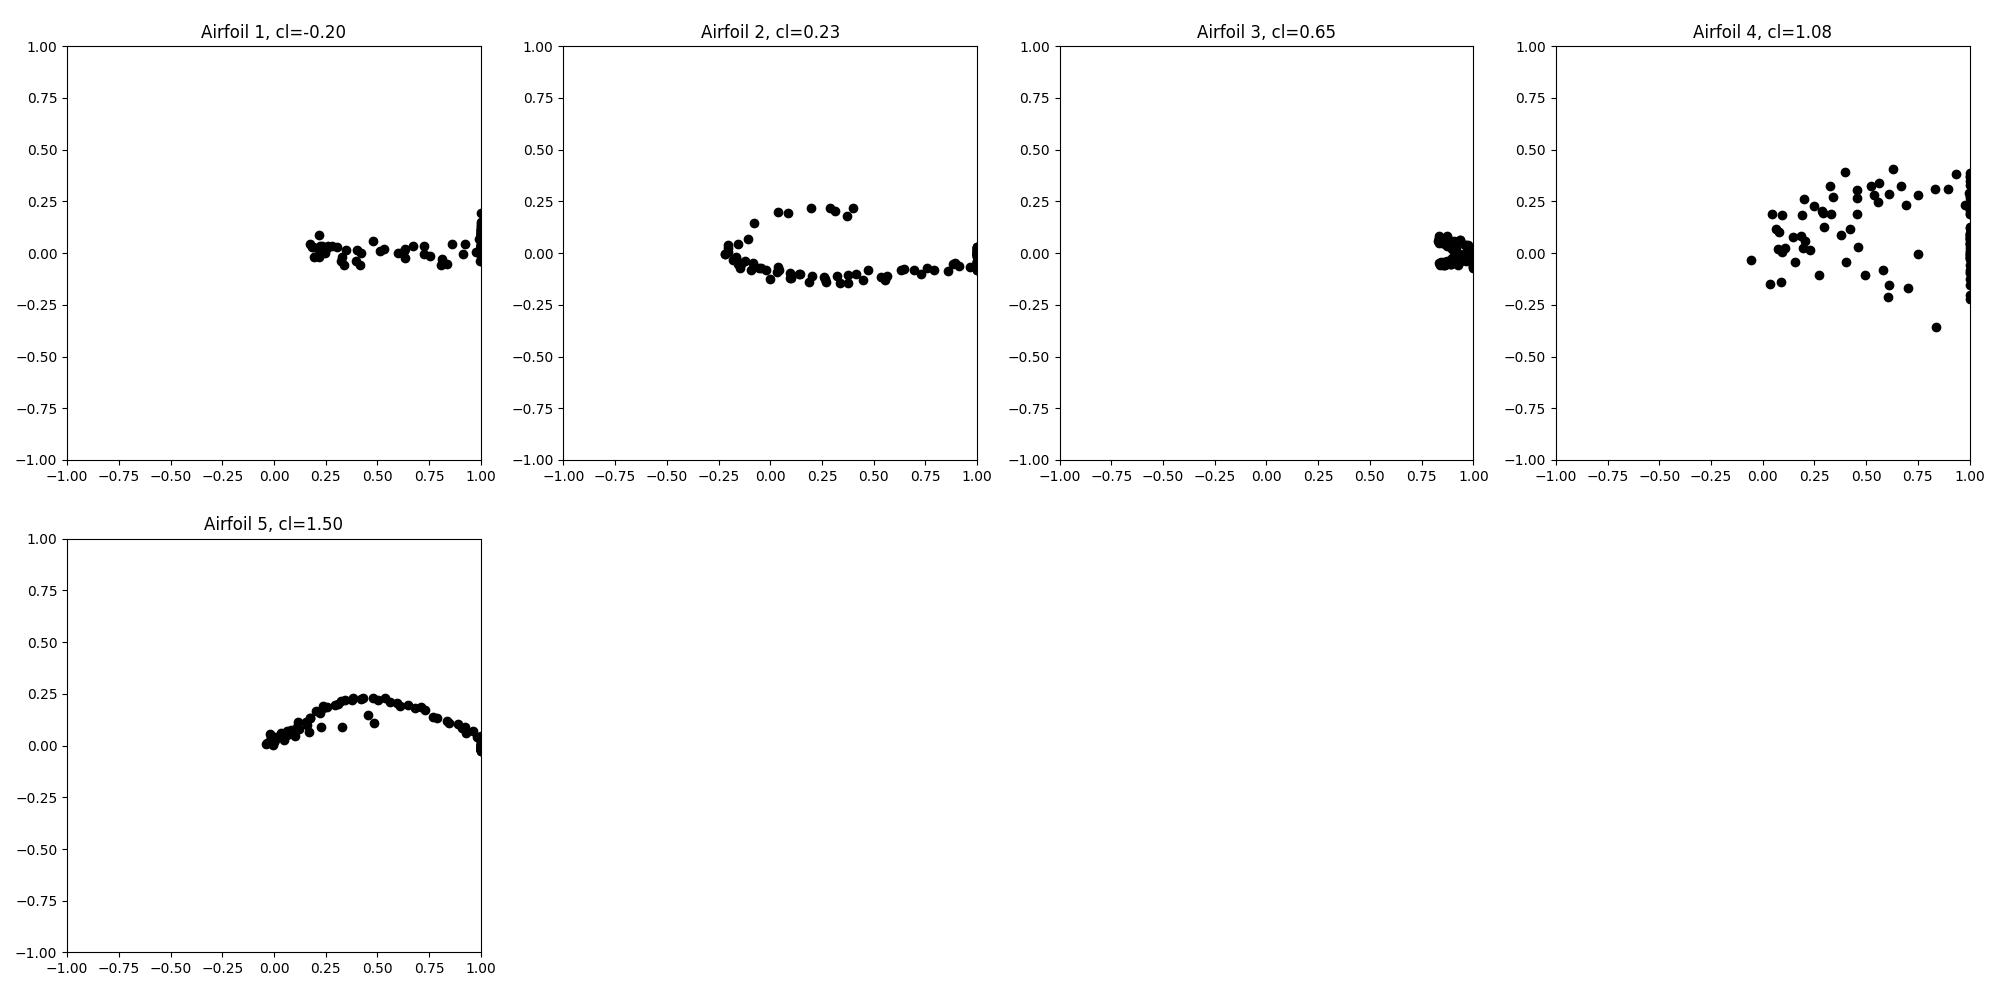 Airfoil 1, cl=-0.20
Airfoil 2, cl=0.23
Airfoil 3, cl=0.65
Airfoil 4, cl=1.08
1.00 1.00 1.00 1.00
0.75 0.75 0.75 0.75
0.50 0.50 0.50 0.50
0.25 0.25 0.25 0.25
0.00 0.00 0.00 0.00
−0.25 −0.25 −0.25 −0.25
−0.50 −0.50 −0.50 −0.50
−0.75 −0.75 −0.75 −0.75
−1.00 −1.00 −1.00 −1.00
−1.00 −0.75 −0.50 −0.25 0.00 0.25 0.50 0.75 1.00
−1.00 −0.75 −0.50 −0.25 0.00 0.25 0.50 0.75 1.00
−1.00 −0.75 −0.50 −0.25 0.00 0.25 0.50 0.75 1.00
−1.00 −0.75 −0.50 −0.25 0.00 0.25 0.50 0.75 1.00
Airfoil 5, cl=1.50
1.00
0.75
0.50
0.25
0.00
−0.25
−0.50
−0.75
−1.00
−1.00 −0.75 −0.50 −0.25 0.00 0.25 0.50 0.75 1.00